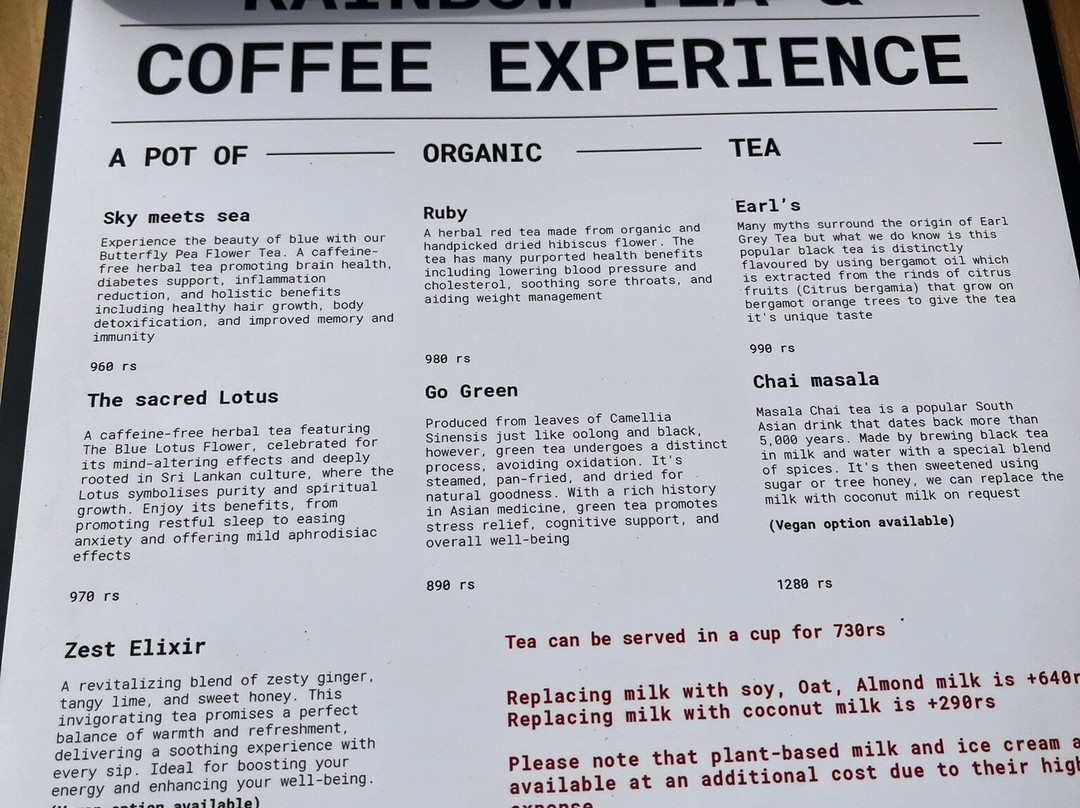 RAINBOW TEA &
COFFEE EXPERIENCE
A POT OF
ORGANIC
TEA
Sky meets sea
Experience the beauty of blue with our
Butterfly Pea Flower Tea. A caffeine-
free herbal tea promoting brain health,
diabetes support, inflammation
reduction, and holistic benefits
including healthy hair growth, body
detoxification, and improved memory and
immunity
960 rs
Ruby
A herbal red tea made from organic and
handpicked dried hibiscus flower. The
tea has many purported health benefits
including lowering blood pressure and
cholesterol, soothing sore throats, and
aiding weight management
980 rs
Earl's
Many myths surround the origin of Earl
Grey Tea but what we do know is this
popular black tea is distinctly
flavoured by using bergamot oil which
is extracted from the rinds of citrus
fruits (Citrus bergamia) that grow on
bergamot orange trees to give the tea
it's unique taste
990 rs
The sacred Lotus
A caffeine-free herbal tea featuring
The Blue Lotus Flower, celebrated for
its mind-altering effects and deeply
rooted in Sri Lankan culture, where the
Lotus symbolises purity and spiritual
growth. Enjoy its benefits, from
promoting restful sleep to easing
anxiety and offering mild aphrodisiac
effects
970 rs
Go Green
Produced from leaves of Camellia
Sinensis just like oolong and black,
however, green tea undergoes a distinct
process, avoiding oxidation. It's
steamed, pan-fried, and dried for
natural goodness. With a rich history
in Asian medicine, green tea promotes
stress relief, cognitive support, and
overall well-being
890 rs
Chai masala
Masala Chai tea is a popular South
Asian drink that dates back more than
5,000 years. Made by brewing black tea
in milk and water with a special blend
of spices. It's then sweetened using
sugar or tree honey, we can replace the
milk with coconut milk on request
(Vegan option available)
1280 rs
Zest Elixir
A revitalizing blend of zesty ginger,
tangy lime, and sweet honey. This
invigorating tea promises a perfect
balance of warmth and refreshment,
delivering a soothing experience with
every sip. Ideal for boosting your
energy and enhancing your well-being.
(Vegan option available)
Tea can be served in a cup for 730rs
Replacing milk with soy, Oat, Almond milk is +640r
Replacing milk with coconut milk is +290rs
Please note that plant-based milk and ice cream a
available at an additional cost due to their hig
expense